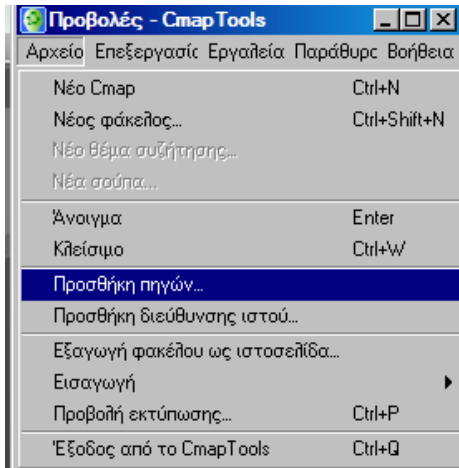 Προβολές - CmapTools
Αρχείο Επεξεργασίο Εργαλεία Παράθυρο Βοήθεια
Νέο Cmap Ctrl+N
Νέος φάκελος... Ctrl+Shift+N
Νέο θέμα συζήτησης...
Νέα σούπα...
Άνοιγμα Enter
Κλείσιμο Ctrl+W
Προσθήκη πηγών...
Προσθήκη διεύθυνσης ιστού...
Εξαγωγή φακέλου ως ιστοσελίδα...
Εισαγωγή
Προβολή εκτύπωσης... Ctrl+P
Έξοδος από το CmapTools Ctrl+Q